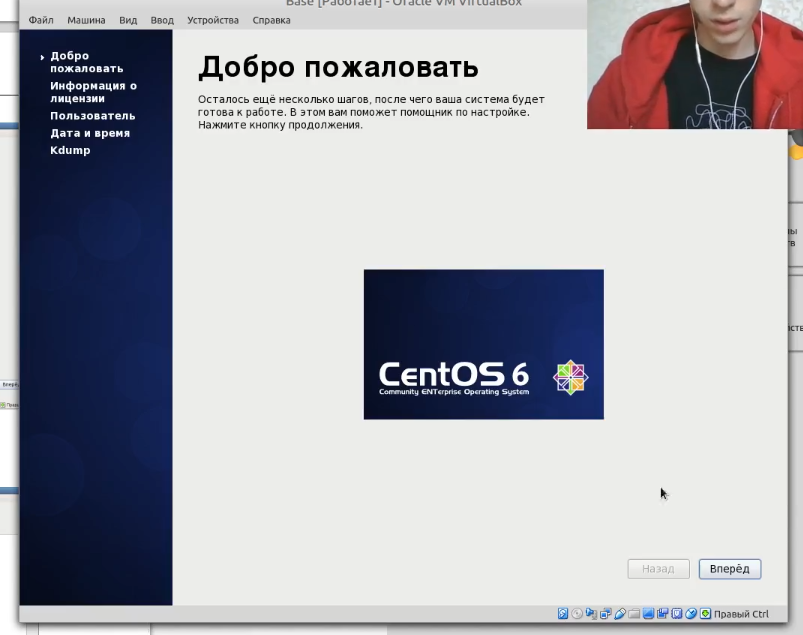 Base [Работает] - Oracle VM VirtualBox
Файл Машина Вид Ввод Устройства Справка
Добро
пожаловать
Информация о
лицензии
Пользователь
Дата и время
Kdump
Добро пожаловать
Осталось ещё несколько шагов, после чего ваша система будет
готова к работе. В этом вам поможет помощник по настройке.
Нажмите кнопку продолжения.
CentOS 6
Community ENTerprise Operating System
Назад Вперёд
Правый Ctrl